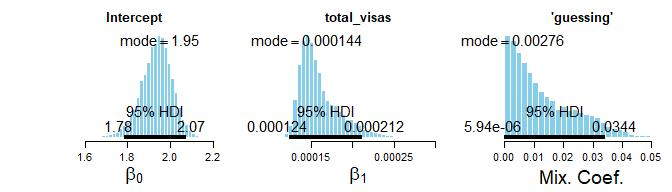 Intercept
mode = 1.95
95% HDI
1.78 2.07
1.6 1.8 2.0 2.2
β0
total_visas
mode = 0.000144
95% HDI
0.000124 0.000212
0.00015 0.00025
β1
'guessing'
mode = 0.00276
95% HDI
5.94e-06 0.0344
0.00 0.01 0.02 0.03 0.04 0.05
Mix. Coef.